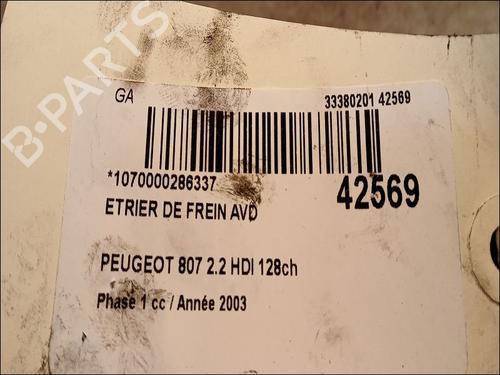 B-PARTS
GA
33380201 42569
*1070000286337
42569
ETRIER DE FREIN AVD
PEUGEOT 807 2.2 HDI 128ch
Phase 1 cc / Année 2003